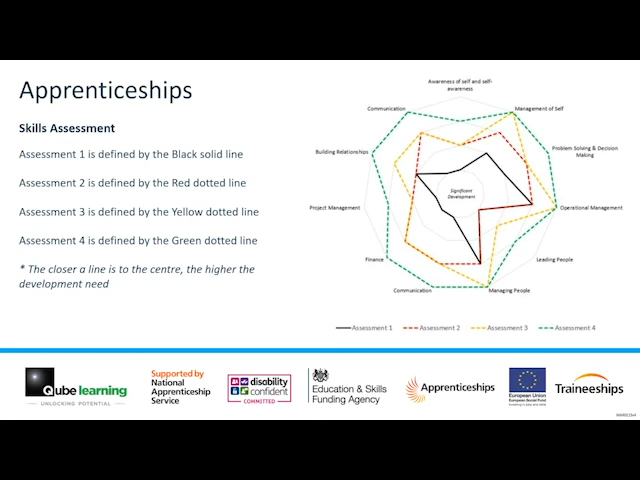 Apprenticeships
Skills Assessment
Assessment 1 is defined by the Black solid line
Assessment 2 is defined by the Red dotted line
Assessment 3 is defined by the Yellow dotted line
Assessment 4 is defined by the Green dotted line
* The closer a line is to the centre, the higher the
development need
Awareness of self and self-
awareness
Communication
Management of Self
Building Relationships
Problem Solving & Decision
Making
Significant
Development
Project Management
Operational Management
Finance
Leading People
Communication
Managing People
Assessment 1
Assessment 2
Assessment 3
Assessment 4
Qube learning
UNLOCKING POTENTIAL
Supported by
National
Apprenticeship
Service
disability
confident
COMMITTED
Education & Skills
Funding Agency
Apprenticeships
European Union
European Social Fund
Traineeships